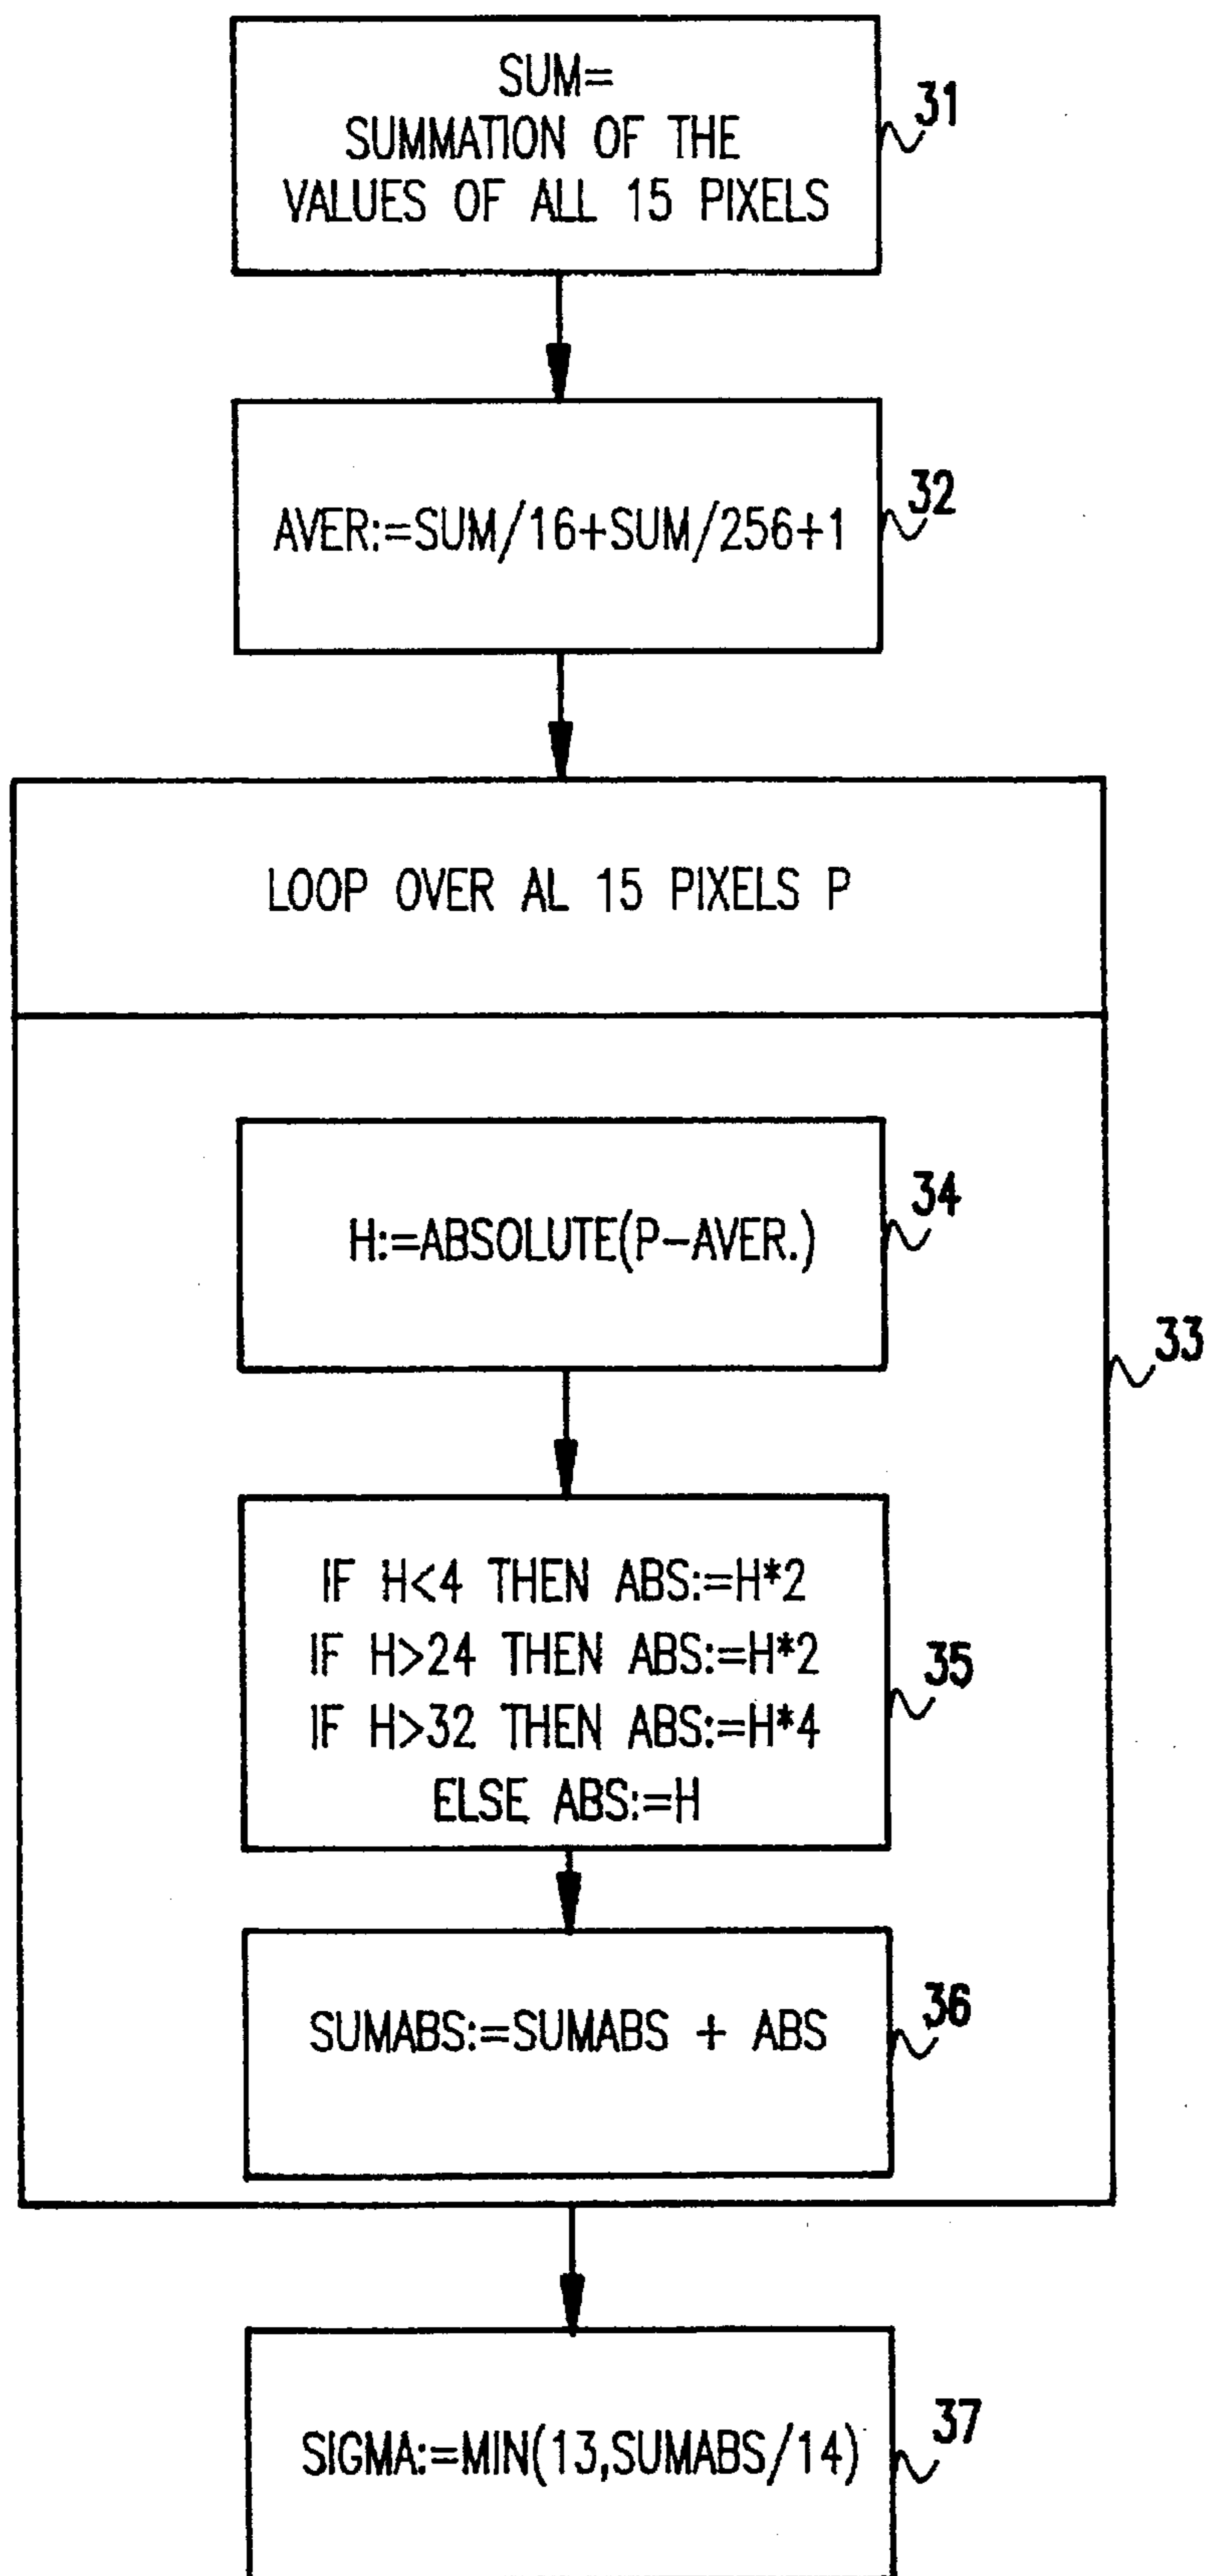 SUM=
SUMMATION OF THE
VALUES OF ALL 15 PIXELS
31
AVER:=SUM/16+SUM/256+1
32
LOOP OVER AL 15 PIXELS P
H:=ABSOLUTE(P-AVER.)
34
33
IF H<4 THEN ABS:=H*2
IF H>24 THEN ABS:=H*2
IF H>32 THEN ABS:=H*4
ELSE ABS:=H
35
SUMABS:=SUMABS + ABS
36
SIGMA:=MIN(13,SUMABS/14)
37